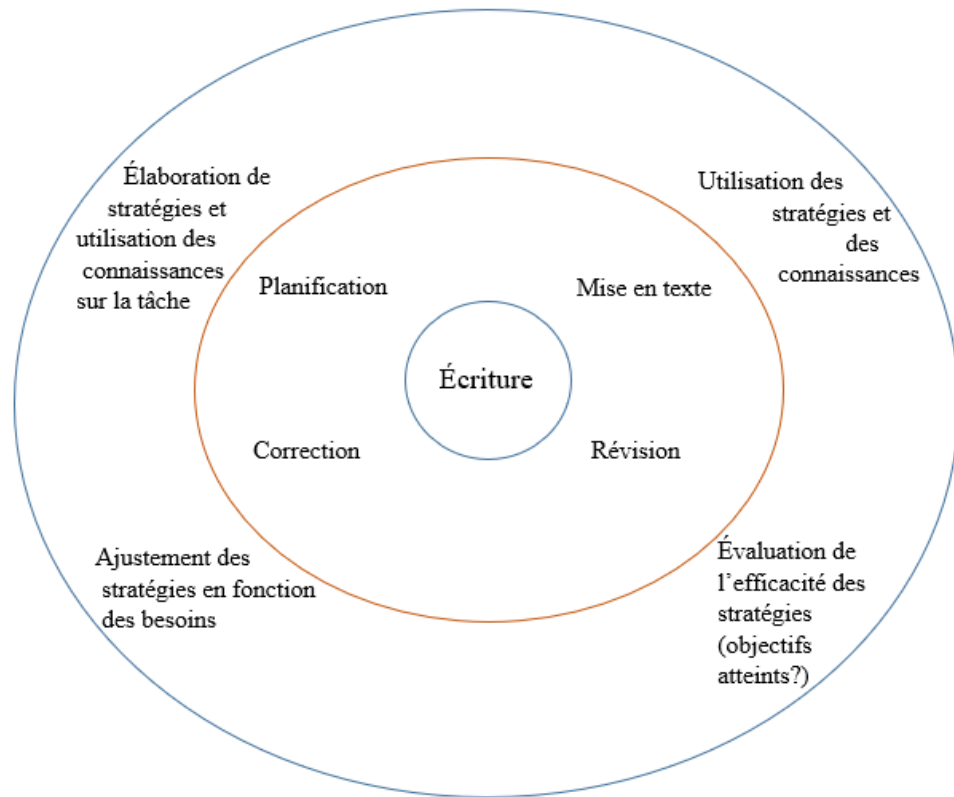 Élaboration de
stratégies et
utilisation des
connaissances
sur la tâche
Utilisation des
stratégies et
des
connaissances
Planification
Mise en texte
Écriture
Correction
Révision
Ajustement des
stratégies en fonction
des besoins
Évaluation de
l’efficacité des
stratégies
(objectifs
atteints?)